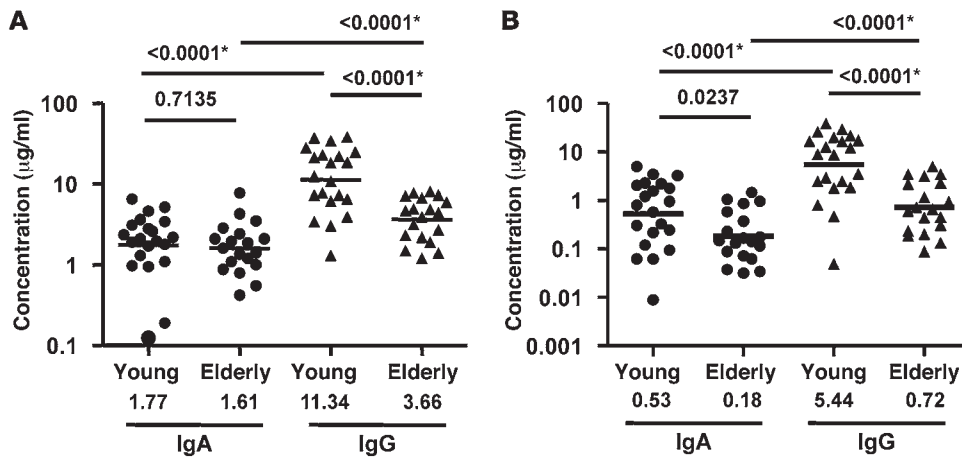 A
<0.0001*
<0.0001*
<0.0001*
0.7135
Concentration (μg/ml)
100
10
1
0.1
Young Elderly Young Elderly
1.77 1.61 11.34 3.66
IgA IgG
B
<0.0001*
<0.0001*
<0.0001*
0.0237
Concentration (μg/ml)
100
10
1
0.1
0.01
0.001
Young Elderly Young Elderly
0.53 0.18 5.44 0.72
IgA IgG